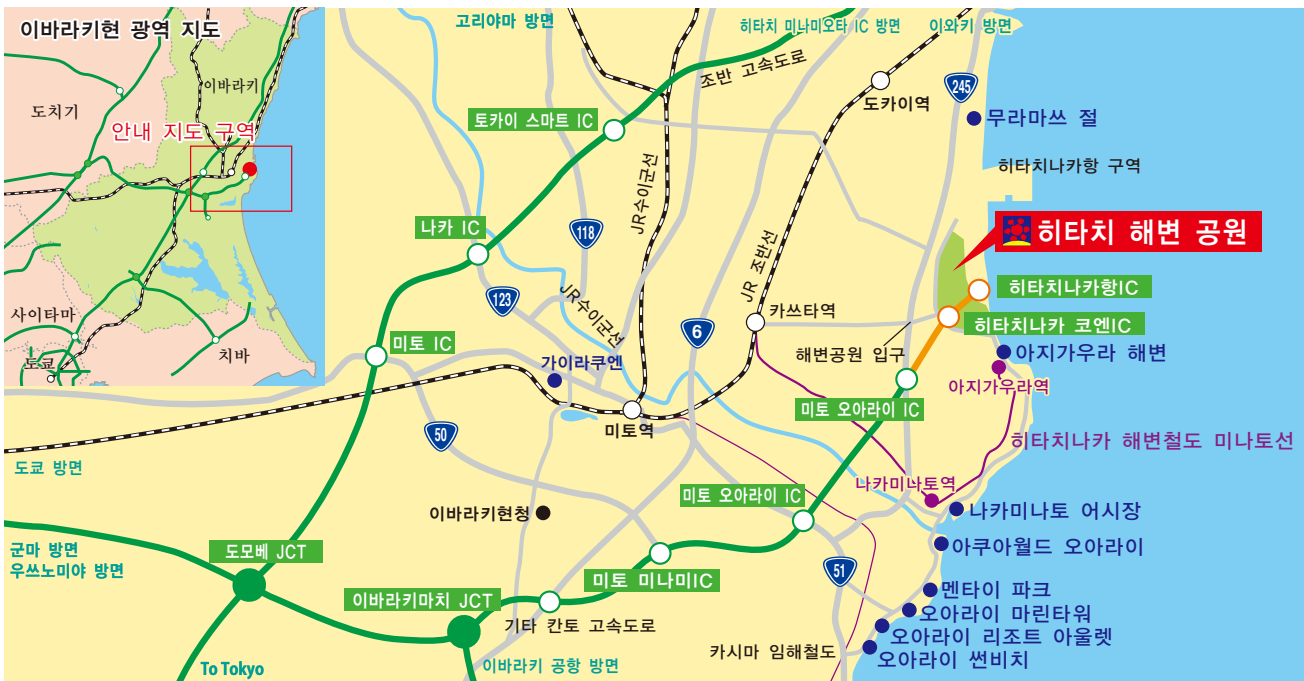 이바라키현 광역 지도
이바라키
도치기
안내 지도 구역
사이타마
도쿄
치바
고리야마 방면
히타치 미나미오타 IC 방면
이와키 방면
조반 고속도로
도카이역
245
무라마쓰 절
토카이 스마트 IC
히타치나카항 구역
JR수이군선
118
나카 IC
히타치 해변 공원
JR 조반선
123
JR수이군선
히타치나카항IC
6
카쓰타역
히타치나카 코엔IC
미토 IC
해변공원 입구
아지가우라 해변
가이라쿠엔
아지가우라역
미토역
미토 오아라이 IC
50
히타치나카 해변철도 미나토선
도쿄 방면
나카미나토역
미토 오아라이 IC
이바라키현청
나카미나토 어시장
군마 방면
우쓰노미야 방면
도모베 JCT
아쿠아월드 오아라이
51
미토 미나미IC
멘타이 파크
이바라키마치 JCT
오아라이 마린타워
기타 칸토 고속도로
오아라이 리조트 아울렛
카시마 임해철도
오아라이 썬비치
To Tokyo
이바라키 공항 방면